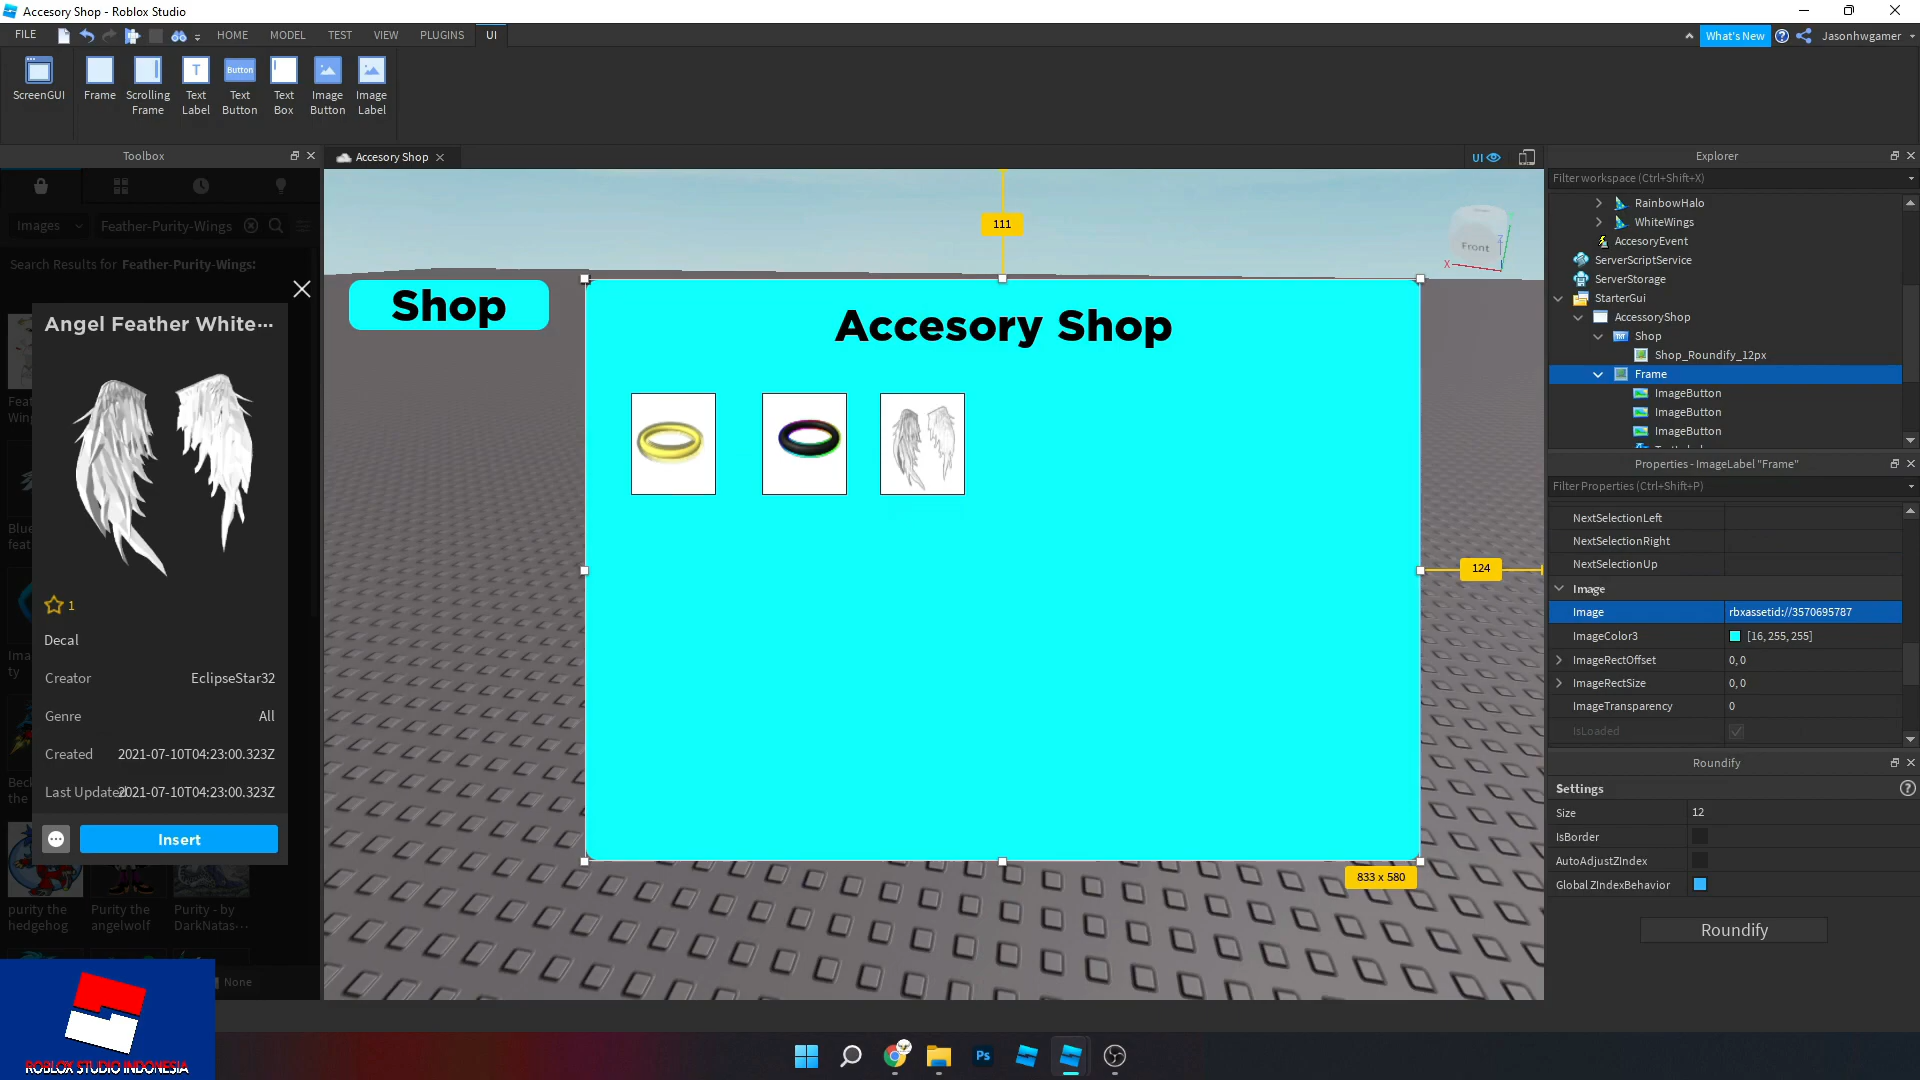 Accesory Shop - Roblox Studio
FILE
HOME
MODEL
TEST
VIEW
PLUGINS
UI
What's New
Jasonhwgamer
ScreenGUI
Frame
Scrolling
Frame
Text
Label
Button
Text
Button
Text
Box
Image
Button
Image
Label
Toolbox
Accesory Shop
UI
Explorer
Images
Feather-Purity-Wings
Search Results for Feather-Purity-Wings:
Angel Feather White...
1
Decal
Creator
EclipseStar32
Genre
All
Created
2021-07-10T04:23:00.323Z
Last Updated
2021-07-10T04:23:00.323Z
Insert
purity the
hedgehog
Purity the
angelwolf
Purity - by
DarkNatas...
None
ROBLOX STUDIO INDONESIA
111
Front
X
Z
Shop
Accesory Shop
124
833 x 580
Filter workspace (Ctrl+Shift+X)
RainbowHalo
WhiteWings
AccesoryEvent
ServerScriptService
ServerStorage
StarterGui
AccessoryShop
Shop
Shop_Roundify_12px
Frame
ImageButton
ImageButton
ImageButton
Properties - ImageLabel "Frame"
Filter Properties (Ctrl+Shift+P)
NextSelectionLeft
NextSelectionRight
NextSelectionUp
Image
Image
rbxassetid://3570695787
ImageColor3
[16, 255, 255]
ImageRectOffset
0, 0
ImageRectSize
0, 0
ImageTransparency
0
IsLoaded
Roundify
Settings
Size
12
IsBorder
AutoAdjustZIndex
Global ZIndexBehavior
Roundify
Ps